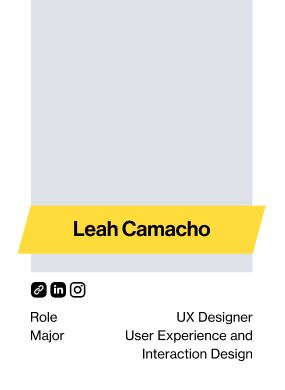 Leah Camacho
Role UX Designer
Major User Experience and
Interaction Design